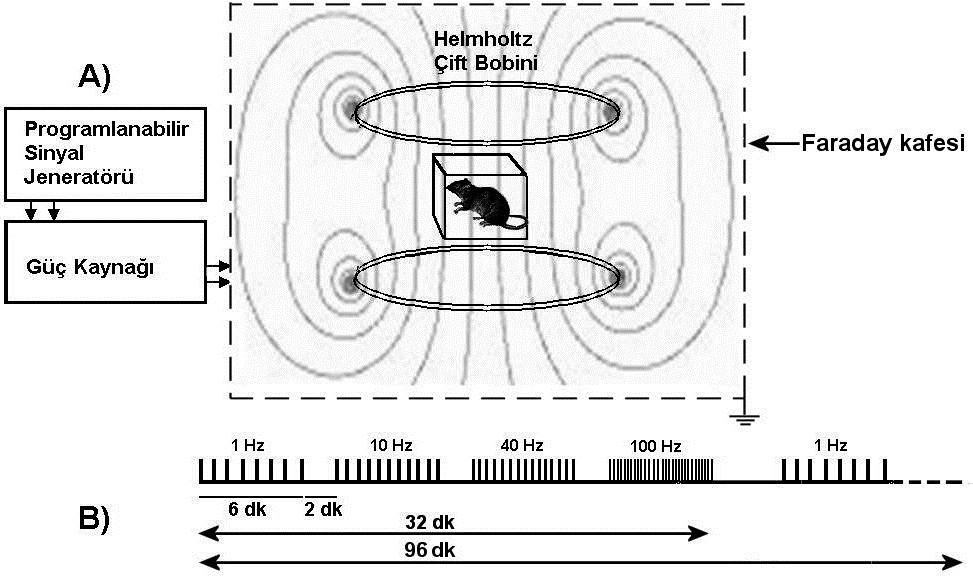 A)
Helmholtz
Çift Bobini
Programlanabilir
Sinyal
Jeneratörü
Güç Kaynağı
Faraday kafesi
1 Hz
10 Hz
40 Hz
100 Hz
1 Hz
6 dk
2 dk
B)
32 dk
96 dk